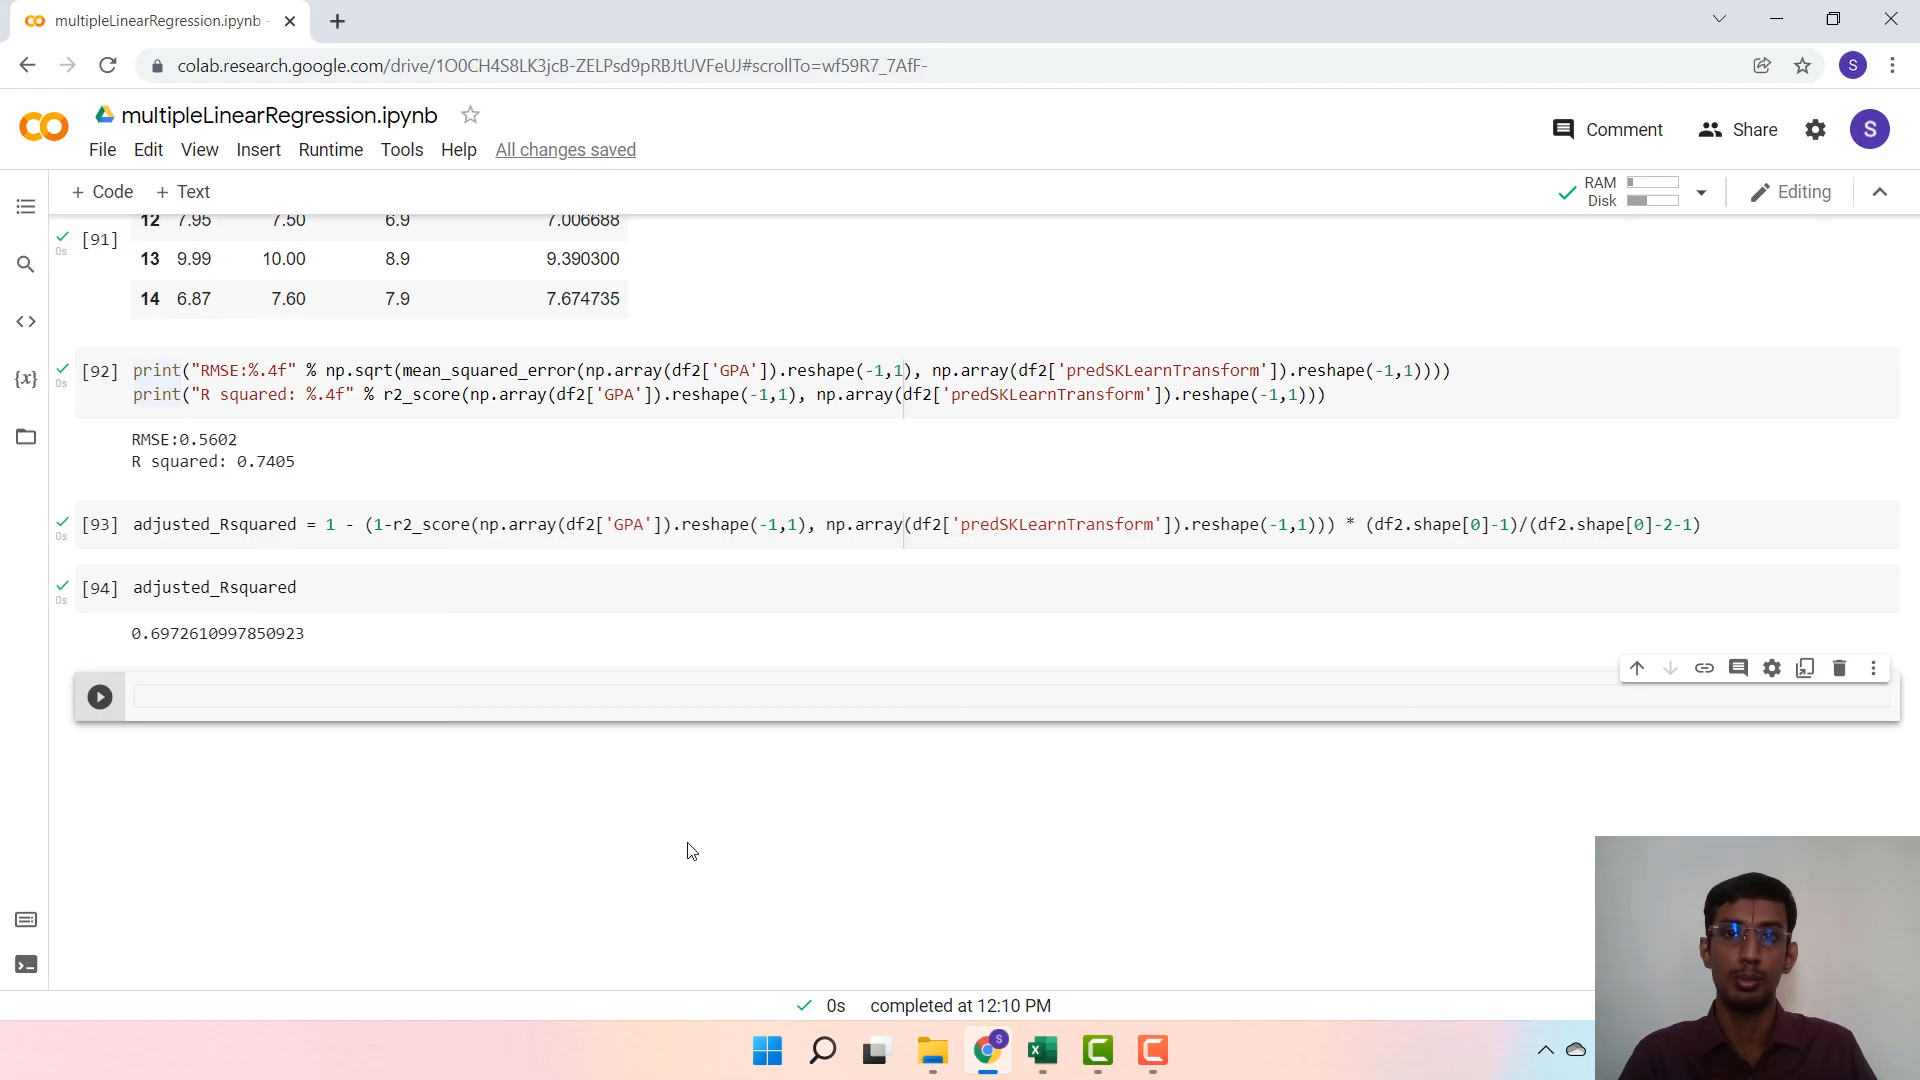 multipleLinearRegression.ipynb -
colab.research.google.com/drive/1O0CH4S8LK3jcB-ZELPsd9pRBJtUVFeUJ#scrollTo=wf59R7_7AfF-
S
multipleLinearRegression.ipynb
Comment
Share
S
File Edit View Insert Runtime Tools Help All changes saved
+ Code + Text
RAM
Disk
Editing
12 7.95 7.50 6.9 7.006688
[91]
0s
13 9.99 10.00 8.9 9.390300
14 6.87 7.60 7.9 7.674735
[92] print("RMSE:%.4f" % np.sqrt(mean_squared_error(np.array(df2['GPA']).reshape(-1,1), np.array(df2['predSKLearnTransform']).reshape(-1,1))))
0s
print("R squared: %.4f" % r2_score(np.array(df2['GPA']).reshape(-1,1), np.array(df2['predSKLearnTransform']).reshape(-1,1)))
RMSE:0.5602
R squared: 0.7405
[93] adjusted_Rsquared = 1 - (1-r2_score(np.array(df2['GPA']).reshape(-1,1), np.array(df2['predSKLearnTransform']).reshape(-1,1))) * (df2.shape[0]-1)/(df2.shape[0]-2-1)
0s
[94] adjusted_Rsquared
0s
0.6972610997850923
0s completed at 12:10 PM
S